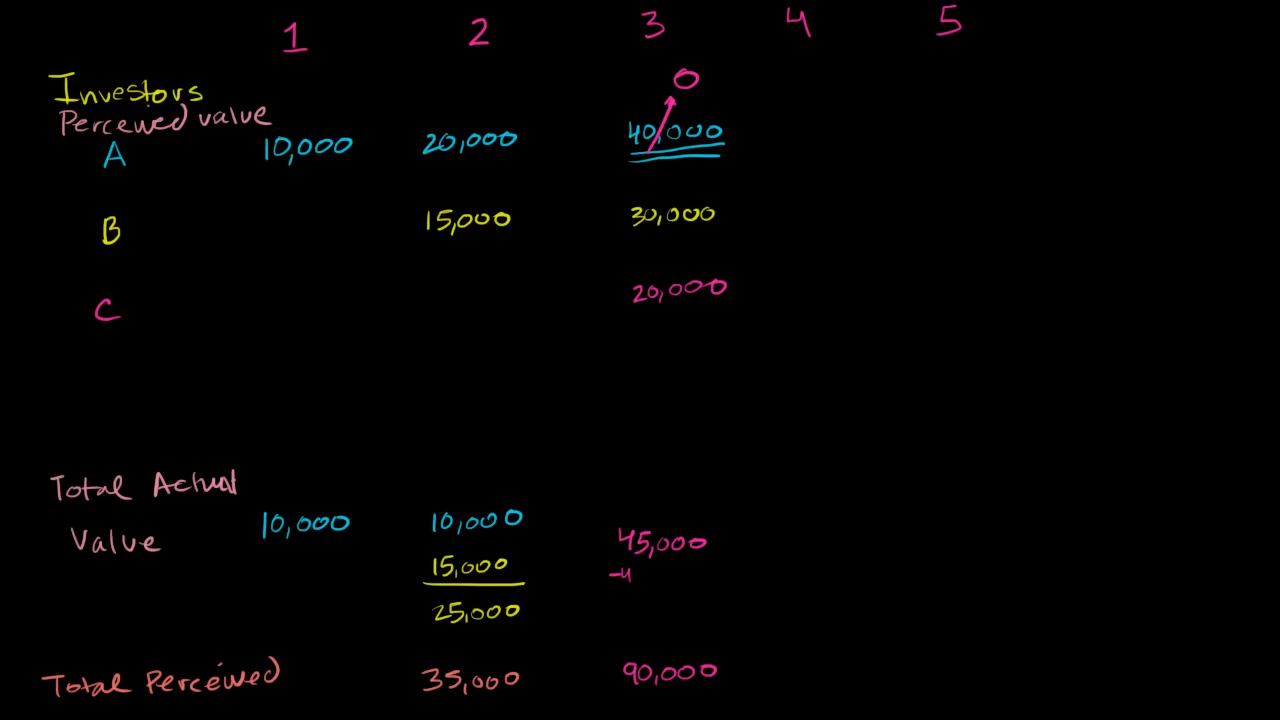 1 2 3 4 5
Investors
0
Perceived value
A 10,000 20,000 40,000
B 15,000 30,000
C 20,000
Total Actual
Value 10,000 10,000 45,000
15,000 -4
25,000
Total Perceived 35,000 90,000